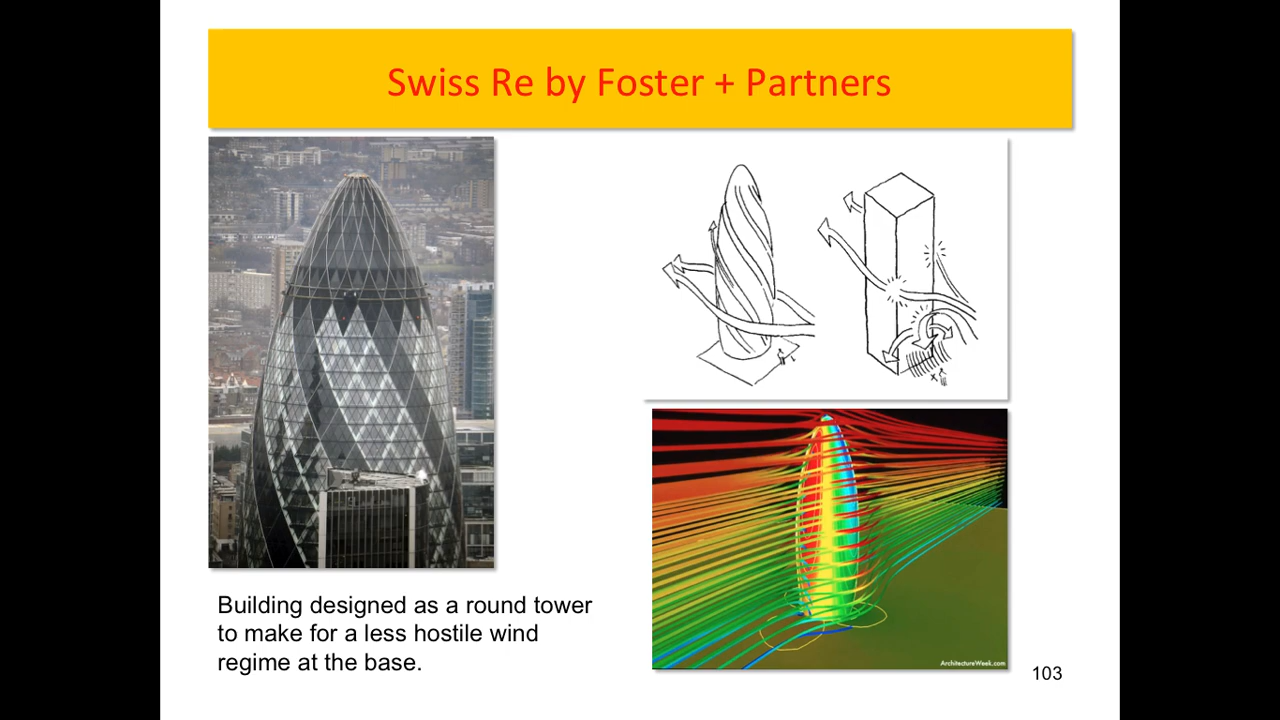 Swiss Re by Foster + Partners
Building designed as a round tower
to make for a less hostile wind
regime at the base.
ArchitectureWeek.com
103